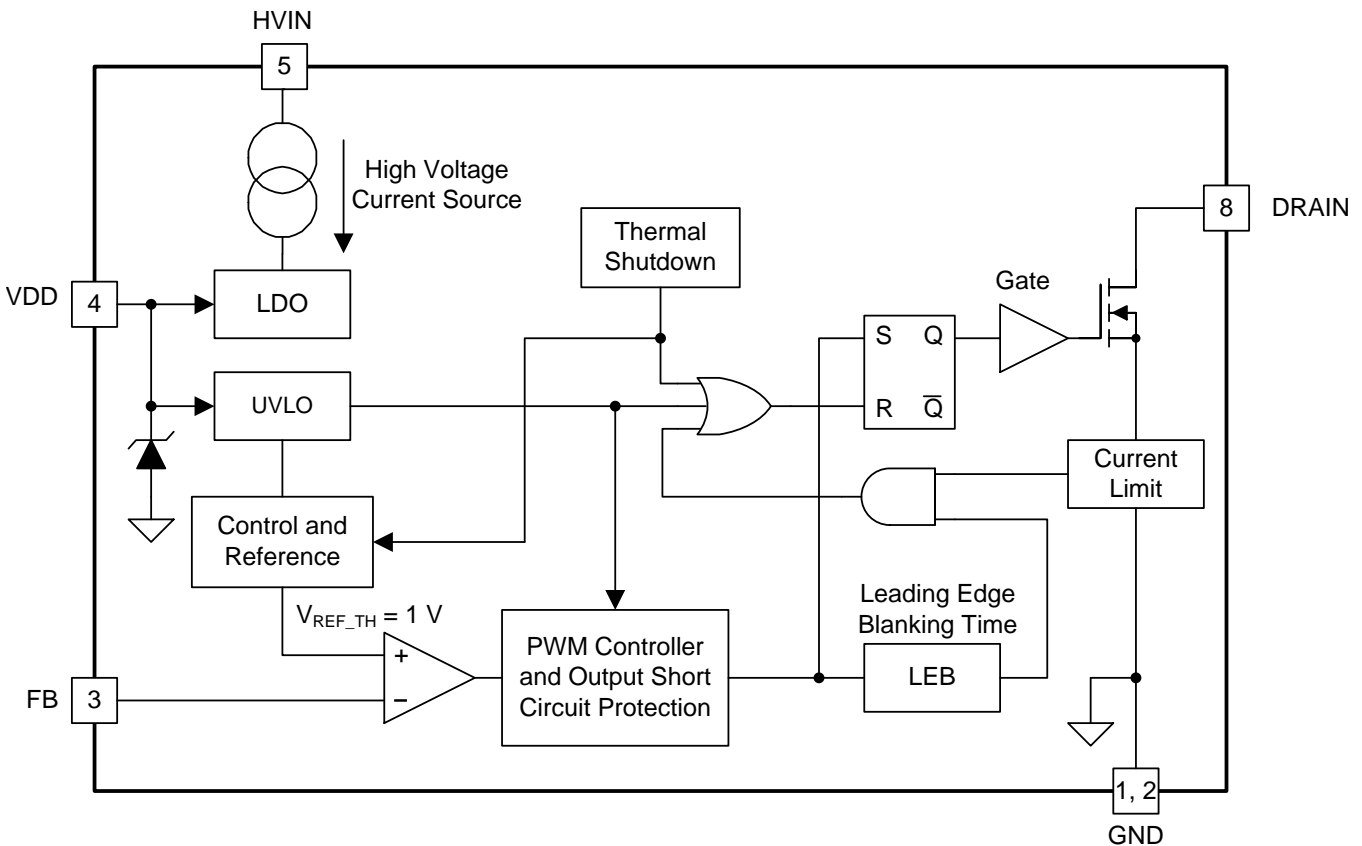 HVIN
5
High Voltage
Current Source
VDD
4
LDO
Thermal
Shutdown
8
DRAIN
Gate
S
Q
R
Q̅
UVLO
Current
Limit
Control and
Reference
V_REF_TH = 1 V
+
−
FB
3
PWM Controller
and Output Short
Circuit Protection
Leading Edge
Blanking Time
LEB
1, 2
GND